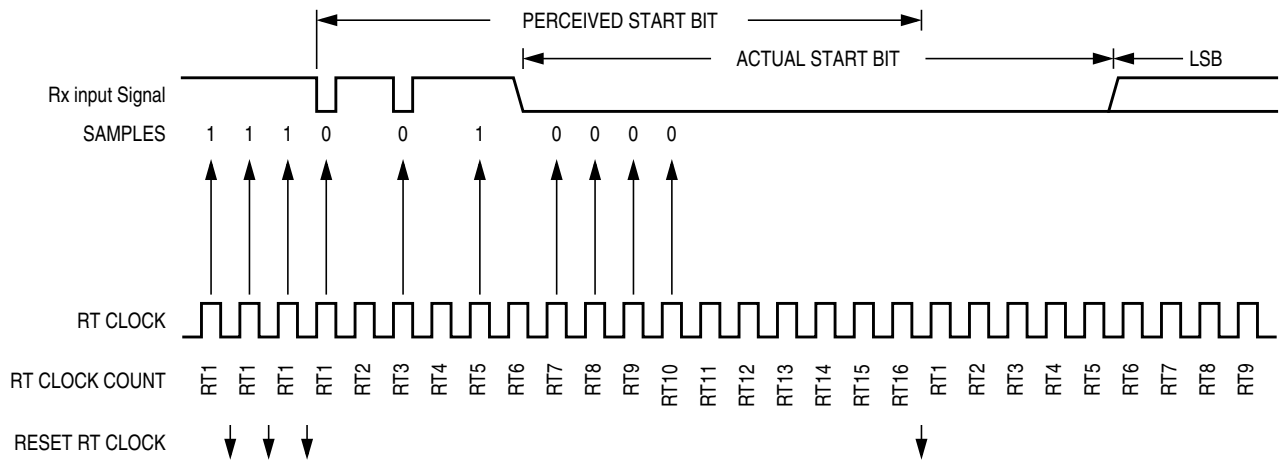 PERCEIVED START BIT
ACTUAL START BIT
LSB
Rx input Signal
SAMPLES 1 1 1 0 0 1 0 0 0 0
RT CLOCK
RT CLOCK COUNT RT1 RT1 RT1 RT1 RT2 RT3 RT4 RT5 RT6 RT7 RT8 RT9 RT10 RT11 RT12 RT13 RT14 RT15 RT16 RT1 RT2 RT3 RT4 RT5 RT6 RT7 RT8 RT9
RESET RT CLOCK